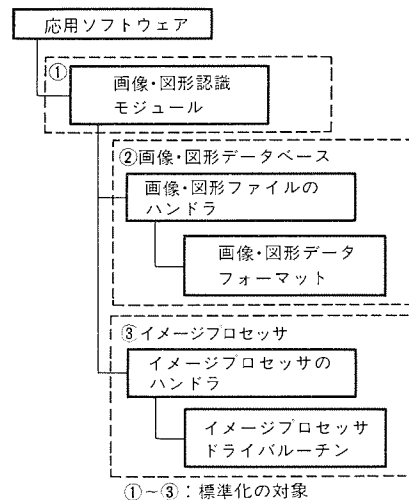 応用ソフトウェア
①
画像・図形認識
モジュール
②画像・図形データベース
画像・図形ファイルの
ハンドラ
画像・図形データ
フォーマット
③イメージプロセッサ
イメージプロセッサの
ハンドラ
イメージプロセッサ
ドライバルーチン
①~③:標準化の対象